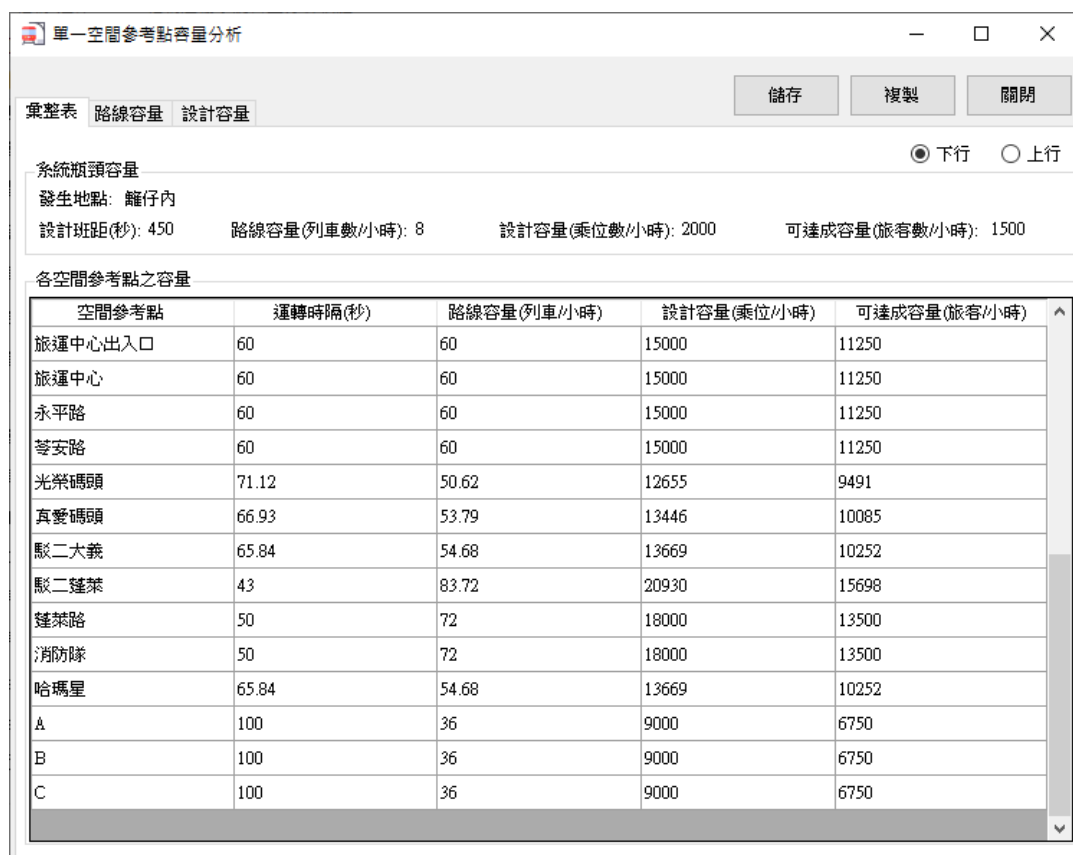 單一空間參考點容量分析
儲存 複製 關閉
彙整表 路線容量 設計容量
下行 上行
系統瓶頸容量
發生地點: 籬仔內
設計班距(秒): 450 路線容量(列車數/小時): 8 設計容量(乘位數/小時): 2000 可達成容量(旅客數/小時): 1500
各空間參考點之容量
空間參考點 運轉時隔(秒) 路線容量(列車/小時) 設計容量(乘位/小時) 可達成容量(旅客/小時)
旅運中心出入口 60 60 15000 11250
旅運中心 60 60 15000 11250
永平路 60 60 15000 11250
苓安路 60 60 15000 11250
光榮碼頭 71.12 50.62 12655 9491
真愛碼頭 66.93 53.79 13446 10085
駁二大義 65.84 54.68 13669 10252
駁二蓬萊 43 83.72 20930 15698
蓬萊路 50 72 18000 13500
消防隊 50 72 18000 13500
哈瑪星 65.84 54.68 13669 10252
A 100 36 9000 6750
B 100 36 9000 6750
C 100 36 9000 6750